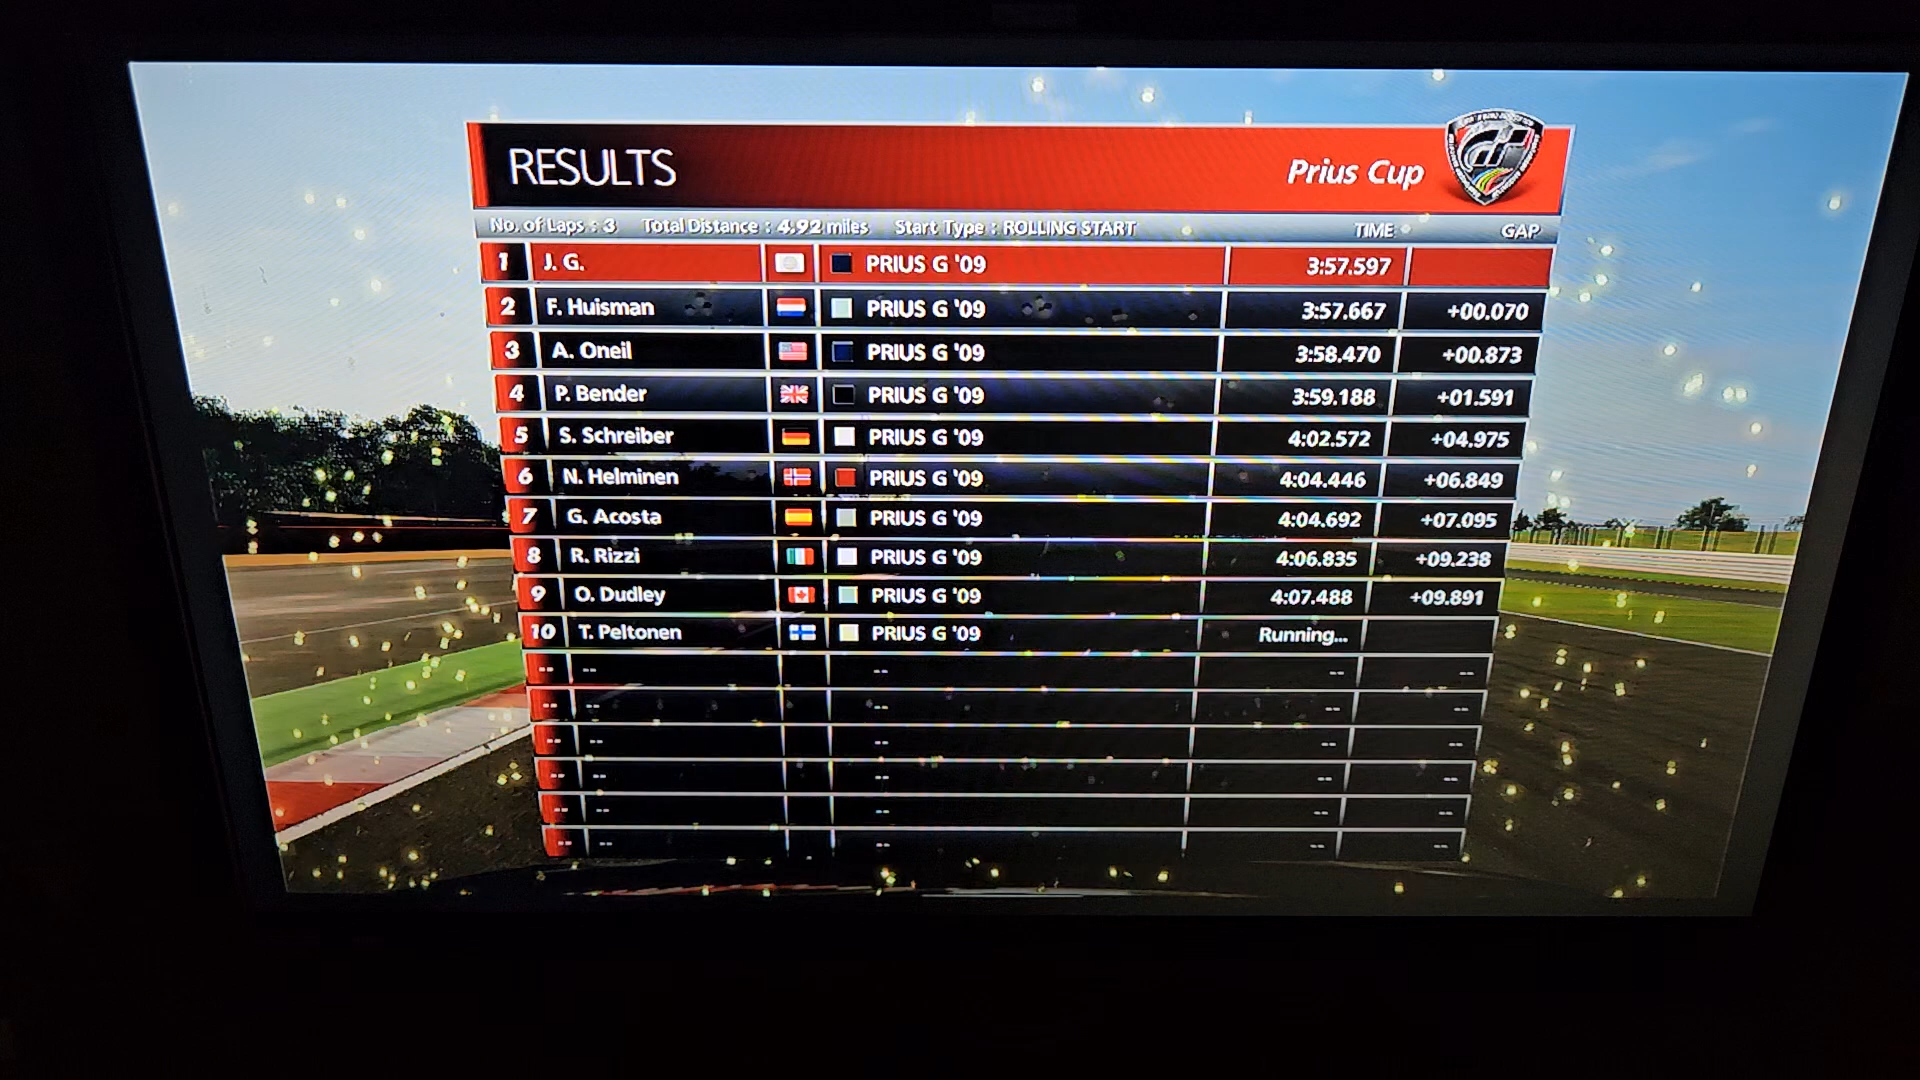 RESULTS Prius Cup
No. of Laps : 3 Total Distance : 4.92 miles Start Type : ROLLING START TIME GAP
1 J. G. PRIUS G '09 3:57.597
2 F. Huisman PRIUS G '09 3:57.667 +00.070
3 A. Oneil PRIUS G '09 3:58.470 +00.873
4 P. Bender PRIUS G '09 3:59.188 +01.591
5 S. Schreiber PRIUS G '09 4:02.572 +04.975
6 N. Helminen PRIUS G '09 4:04.446 +06.849
7 G. Acosta PRIUS G '09 4:04.692 +07.095
8 R. Rizzi PRIUS G '09 4:06.835 +09.238
9 O. Dudley PRIUS G '09 4:07.488 +09.891
10 T. Peltonen PRIUS G '09 Running...
-- -- -- -- --
-- -- -- -- --
-- -- -- -- --
-- -- -- -- --
-- -- -- -- --
-- -- -- -- --